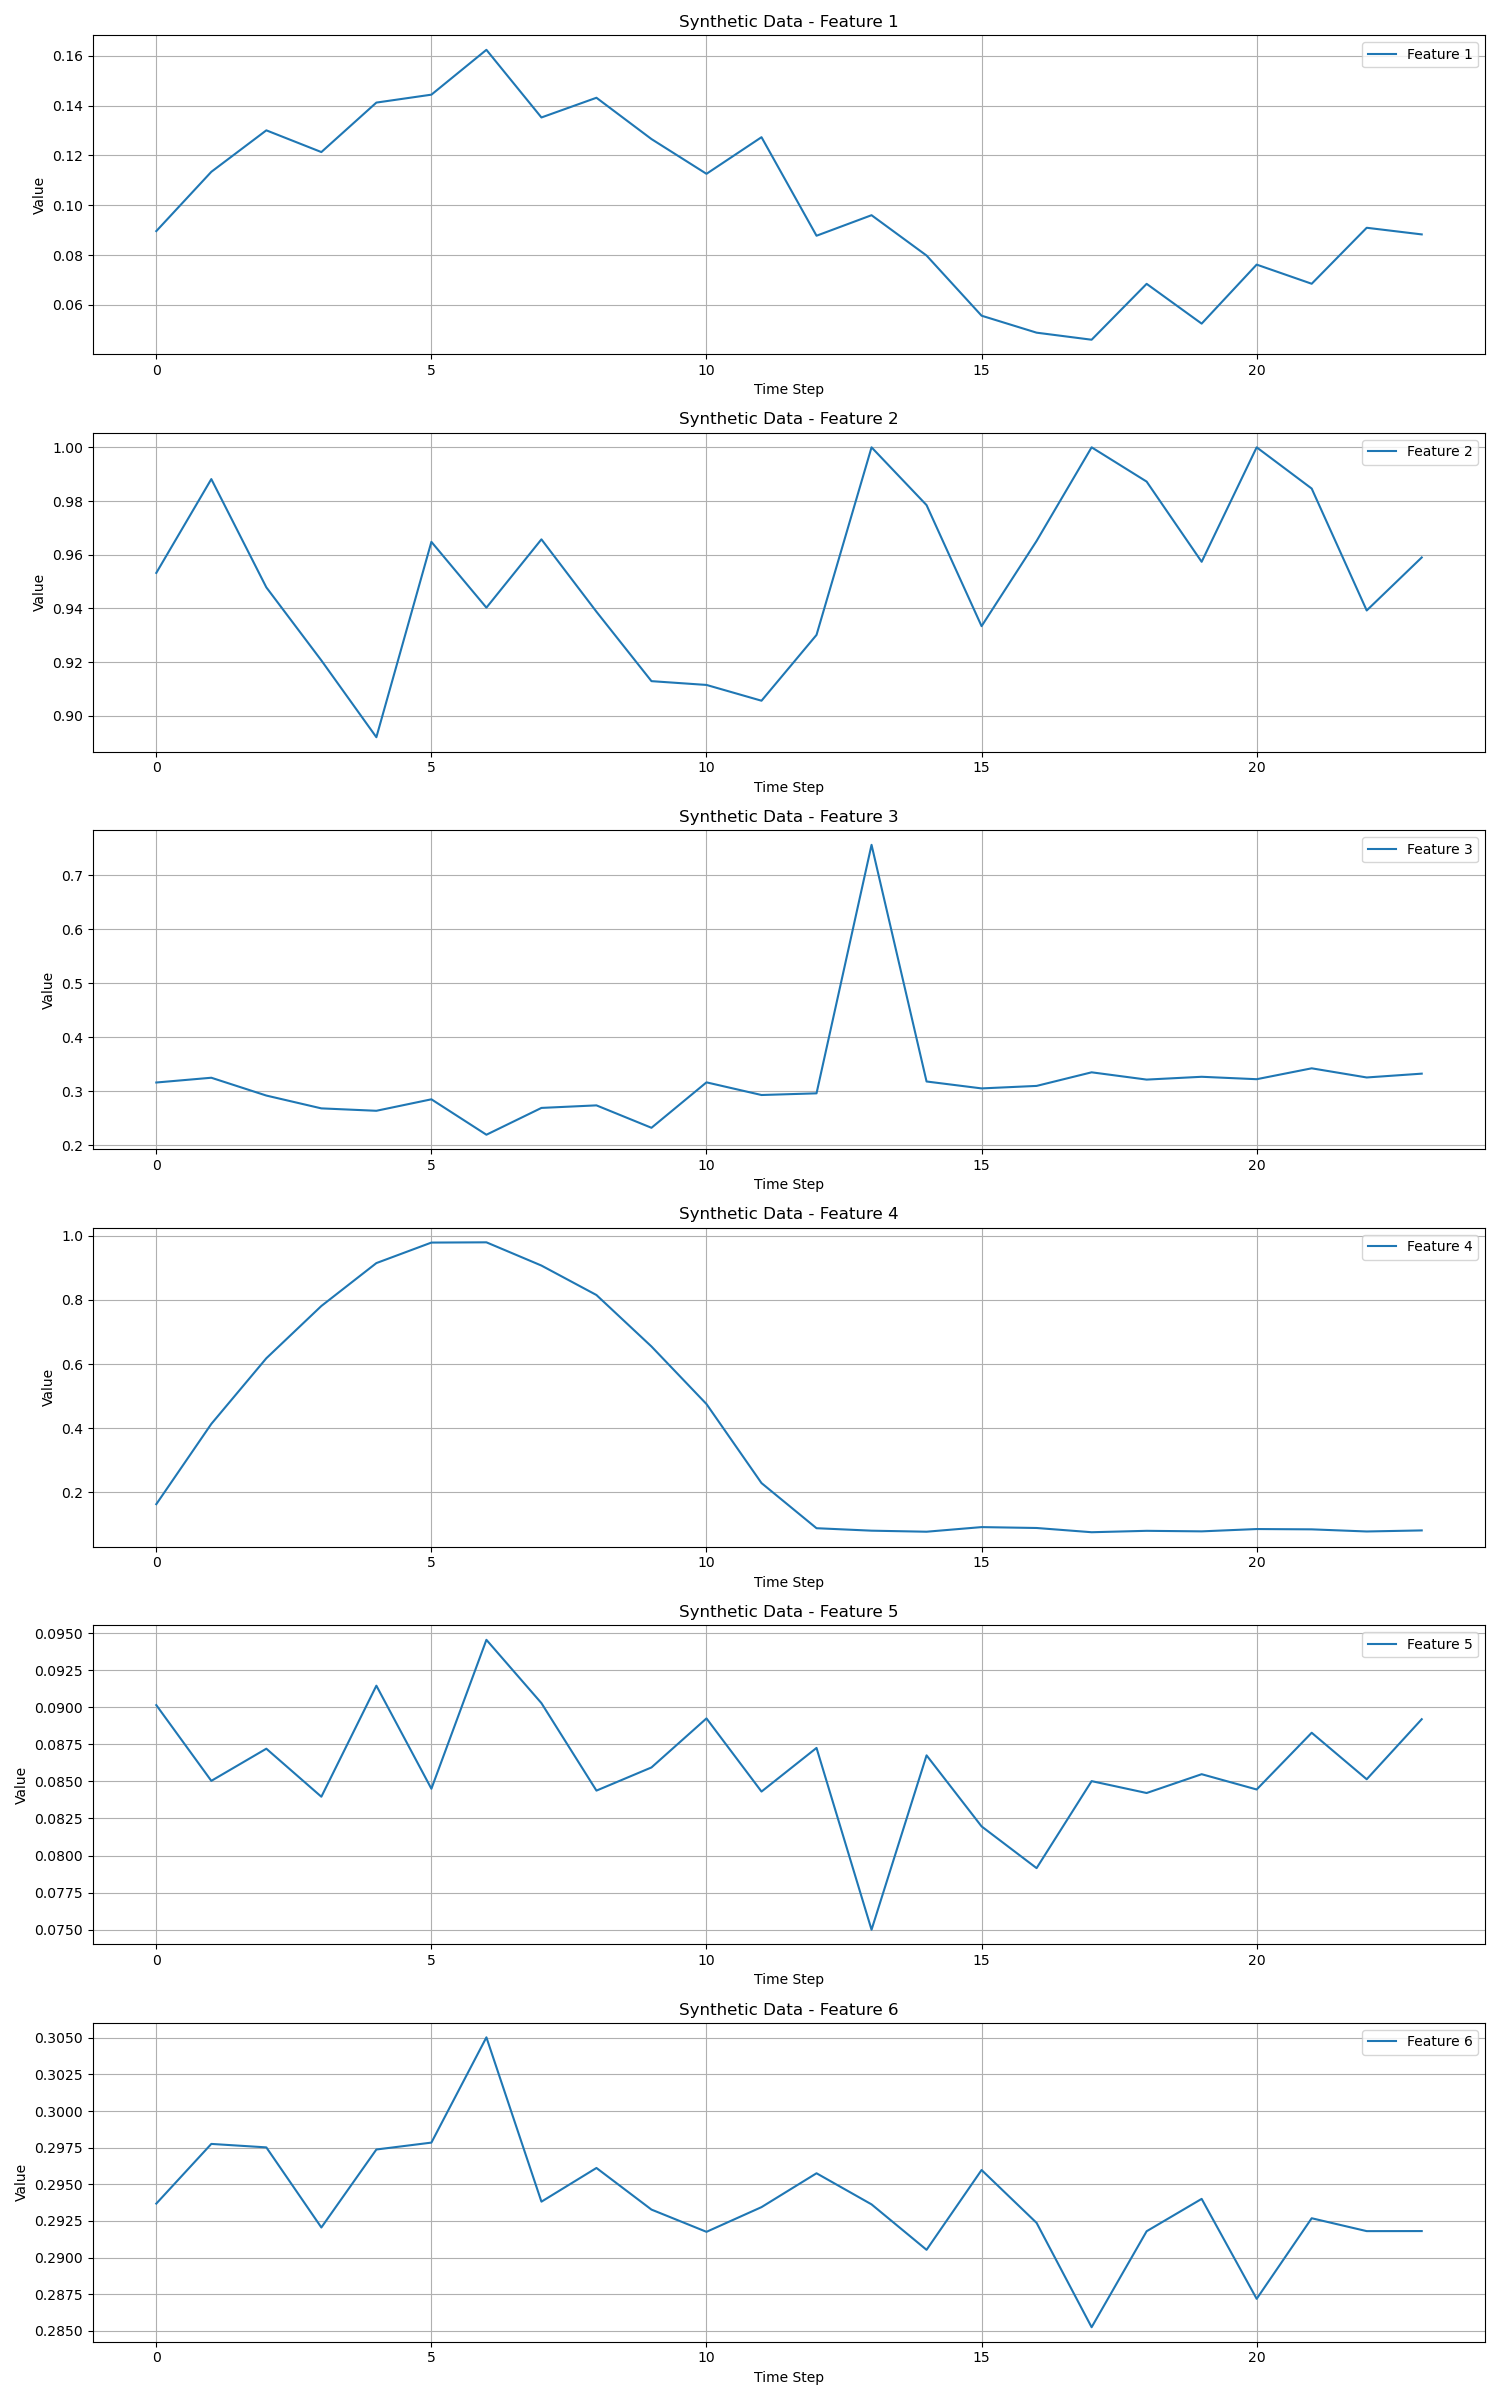 Synthetic Data - Feature 1
Feature 1
0.16
0.14
0.12
0.10
0.08
0.06
Value
0 5 10 15 20
Time Step
Synthetic Data - Feature 2
Feature 2
1.00
0.98
0.96
0.94
0.92
0.90
Value
0 5 10 15 20
Time Step
Synthetic Data - Feature 3
Feature 3
0.7
0.6
0.5
0.4
0.3
0.2
Value
0 5 10 15 20
Time Step
Synthetic Data - Feature 4
Feature 4
1.0
0.8
0.6
0.4
0.2
Value
0 5 10 15 20
Time Step
Synthetic Data - Feature 5
Feature 5
0.0950
0.0925
0.0900
0.0875
0.0850
0.0825
0.0800
0.0775
0.0750
Value
0 5 10 15 20
Time Step
Synthetic Data - Feature 6
Feature 6
0.3050
0.3025
0.3000
0.2975
0.2950
0.2925
0.2900
0.2875
0.2850
Value
0 5 10 15 20
Time Step